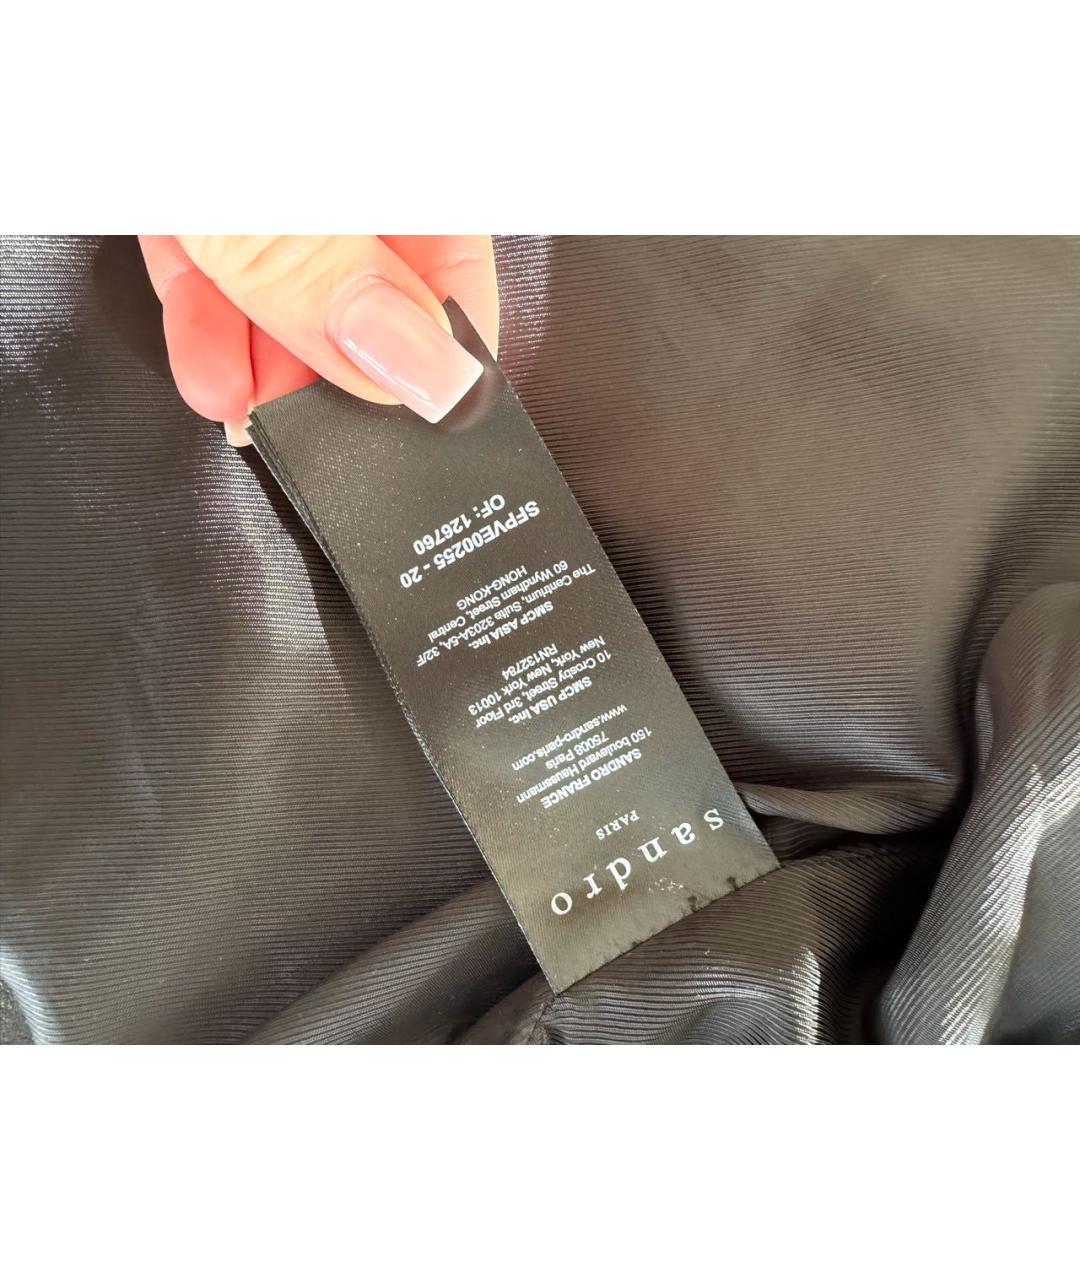 sandro
PARIS
SANDRO FRANCE
150 boulevard Haussmann
75008 Paris
www.sandro-paris.com
SMCP USA Inc.
10 Crosby Street, 3rd Floor
New York, New York 10013
RN132784
SMCP ASIA Inc.
The Centrium, Suite 3203A-5A, 32/F
60 Wyndham Street, Central
HONG-KONG
SFPVE00255 - 20
OF: 126760